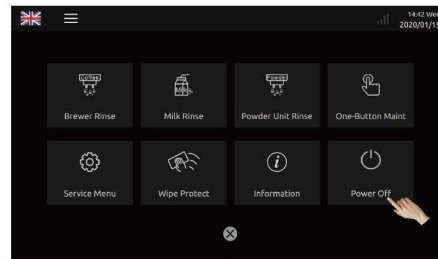 14:42 Wed
2020/01/15
Coffee
Milk
Powder
Brewer Rinse
Milk Rinse
Powder Unit Rinse
One-Button Maint
Service Menu
Wipe Protect
Information
Power Off